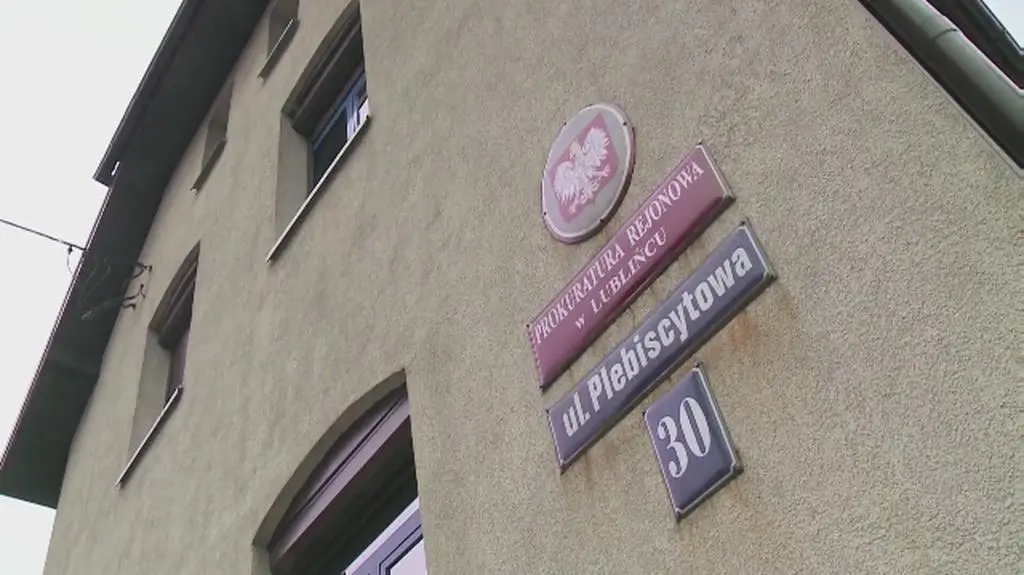 PROKURATURA REJONOWA
w LUBLIŃCU
ul. Plebiscytowa
30